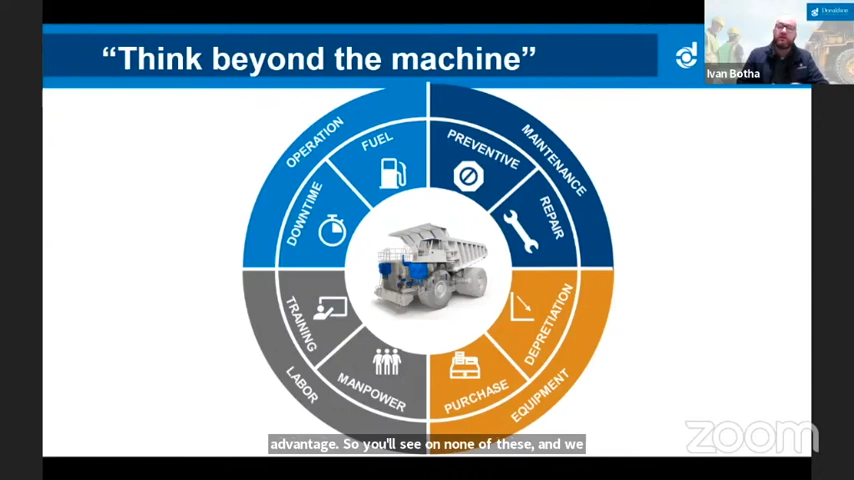 “Think beyond the machine”
Donaldson
Ivan Botha
OPERATION
FUEL
DOWNTIME
PREVENTIVE
MAINTENANCE
REPAIR
TRAINING
LABOR
MANPOWER
DEPRETIATION
PURCHASE
EQUIPMENT
advantage. So you'll see on none of these, and we
zoom